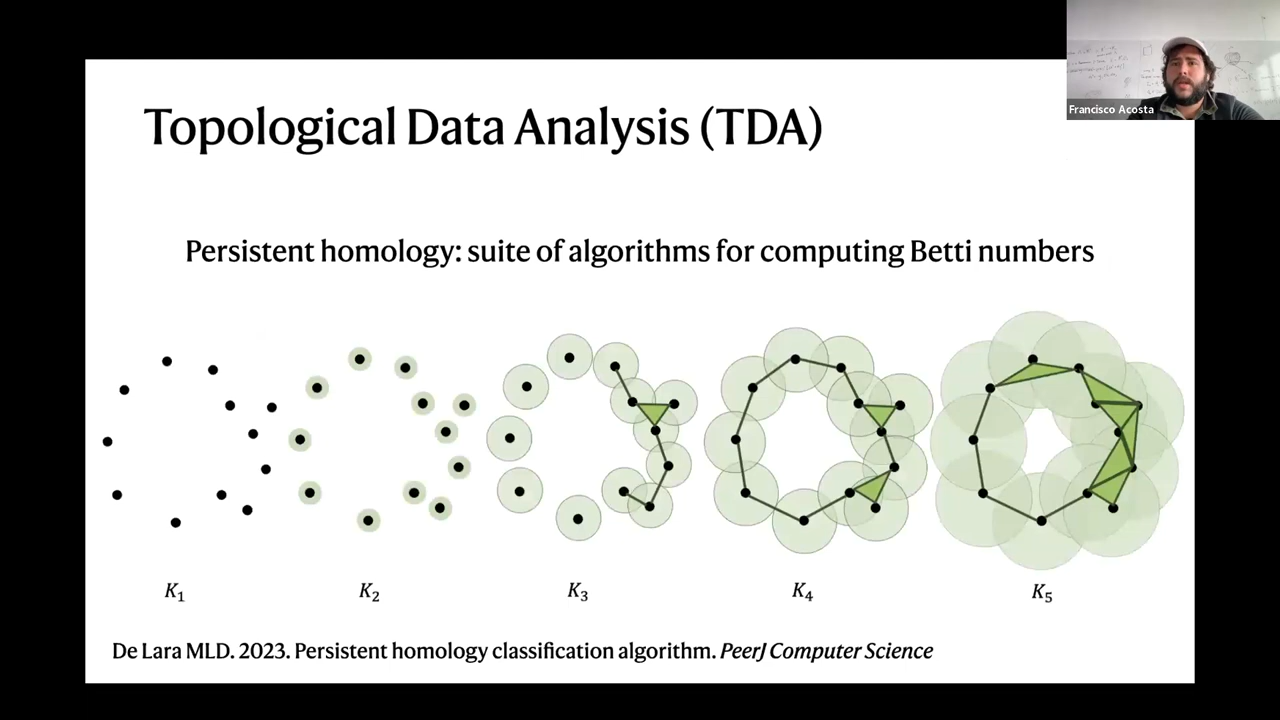 Topological Data Analysis (TDA)
Francisco Acosta
Persistent homology: suite of algorithms for computing Betti numbers
K₁ K₂ K₃ K₄ K₅
De Lara MLD. 2023. Persistent homology classification algorithm. PeerJ Computer Science